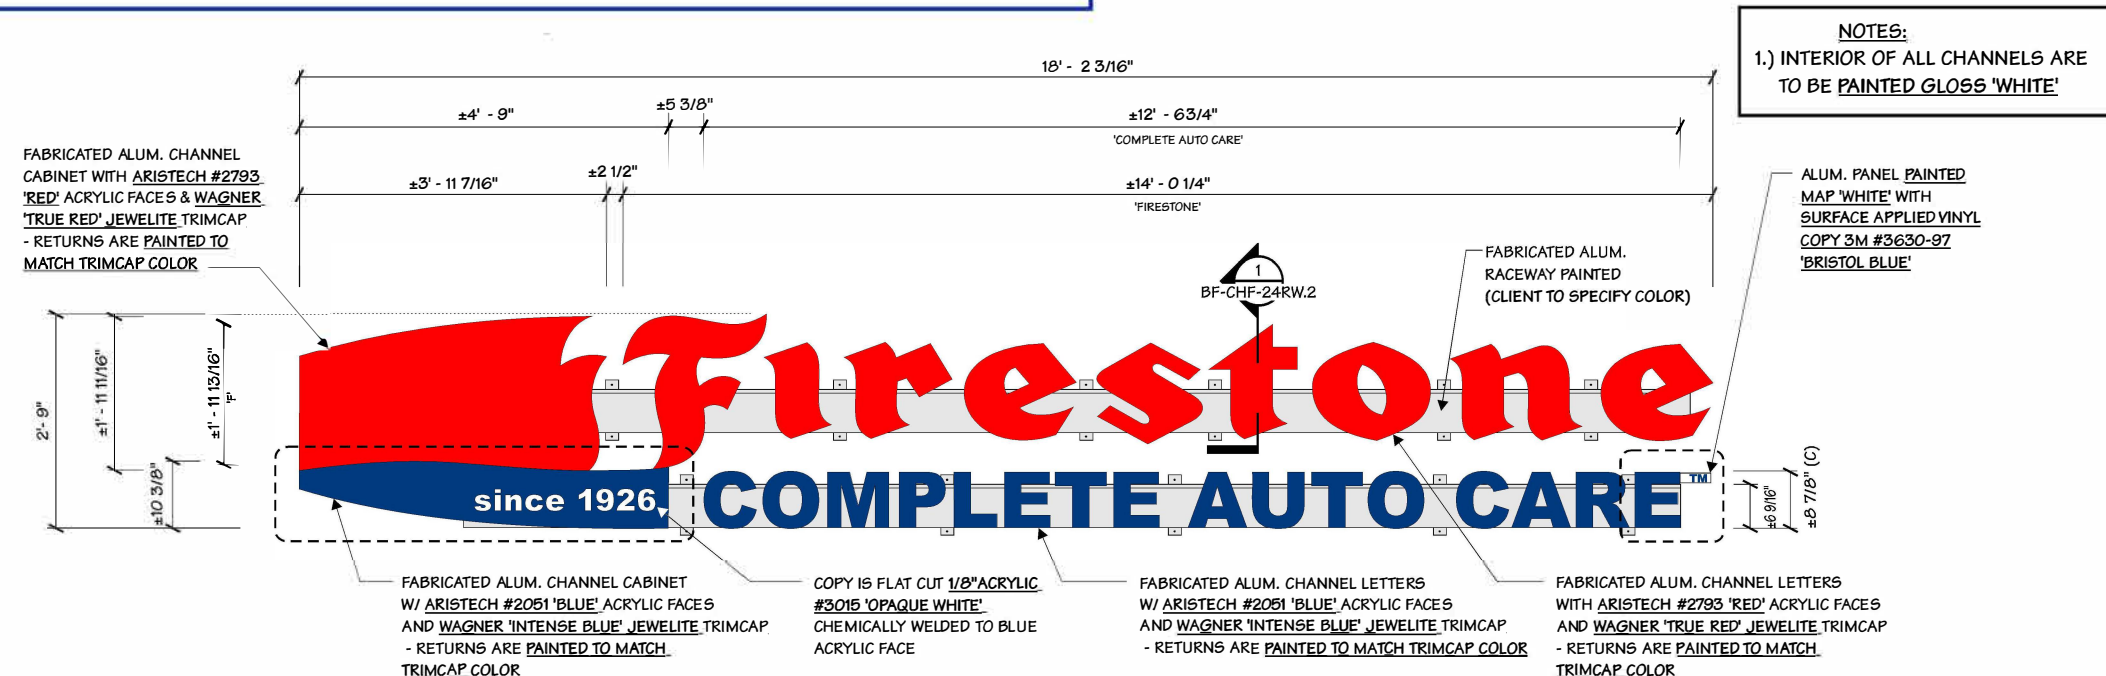 NOTES:
1.) INTERIOR OF ALL CHANNELS ARE
TO BE PAINTED GLOSS 'WHITE'
18' - 2 3/16"
±4' - 9"
±5 3/8"
±12' - 63/4"
'COMPLETE AUTO CARE'
±3' - 11 7/16"
±2 1/2"
±14' - 0 1/4"
'FIRESTONE'
FABRICATED ALUM. CHANNEL
CABINET WITH ARISTECH #2793
'RED' ACRYLIC FACES & WAGNER
'TRUE RED' JEWELITE TRIMCAP
- RETURNS ARE PAINTED TO
MATCH TRIMCAP COLOR
ALUM. PANEL PAINTED
MAP 'WHITE' WITH
SURFACE APPLIED VINYL
COPY 3M #3630-97
'BRISTOL BLUE'
1
BF-CHF-24RW.2
FABRICATED ALUM.
RACEWAY PAINTED
(CLIENT TO SPECIFY COLOR)
2'- 9"
±1' - 11 11/16"
±1' - 11 13/16"
'F'
±10 3/8"
Firestone
since 1926
COMPLETE AUTO CARE
TM
±6 9/16"
±8 7/8" (C)
FABRICATED ALUM. CHANNEL CABINET
W/ ARISTECH #2051 'BLUE' ACRYLIC FACES
AND WAGNER 'INTENSE BLUE' JEWELITE TRIMCAP
- RETURNS ARE PAINTED TO MATCH
TRIMCAP COLOR
COPY IS FLAT CUT 1/8"ACRYLIC
#3015 'OPAQUE WHITE'
CHEMICALLY WELDED TO BLUE
ACRYLIC FACE
FABRICATED ALUM. CHANNEL LETTERS
W/ ARISTECH #2051 'BLUE' ACRYLIC FACES
AND WAGNER 'INTENSE BLUE' JEWELITE TRIMCAP
- RETURNS ARE PAINTED TO MATCH TRIMCAP COLOR
FABRICATED ALUM. CHANNEL LETTERS
WITH ARISTECH #2793 'RED' ACRYLIC FACES
AND WAGNER 'TRUE RED' JEWELITE TRIMCAP
- RETURNS ARE PAINTED TO MATCH
TRIMCAP COLOR